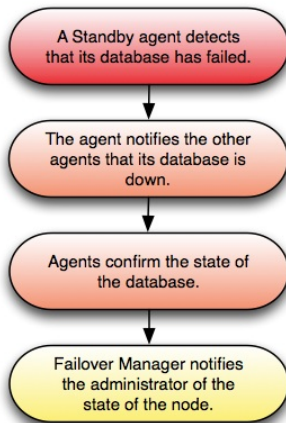 A Standby agent detects
that its database has failed.
The agent notifies the other
agents that its database is
down.
Agents confirm the state of
the database.
Failover Manager notifies
the administrator of the
state of the node.